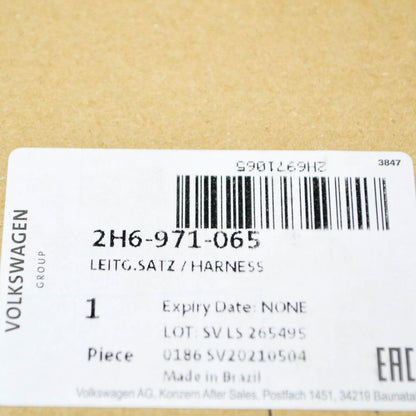 3847
2H6971065
2H6-971-065
LEITG.SATZ / HARNESS
VOLKSWAGEN
GROUP
1 Expiry Date: NONE
LOT: SV LS 265495
Piece 0186 SV20210504
Made in Brazil
EAC
Volkswagen AG, Konzern After Sales, Postfach 1451, 34219 Baunatal